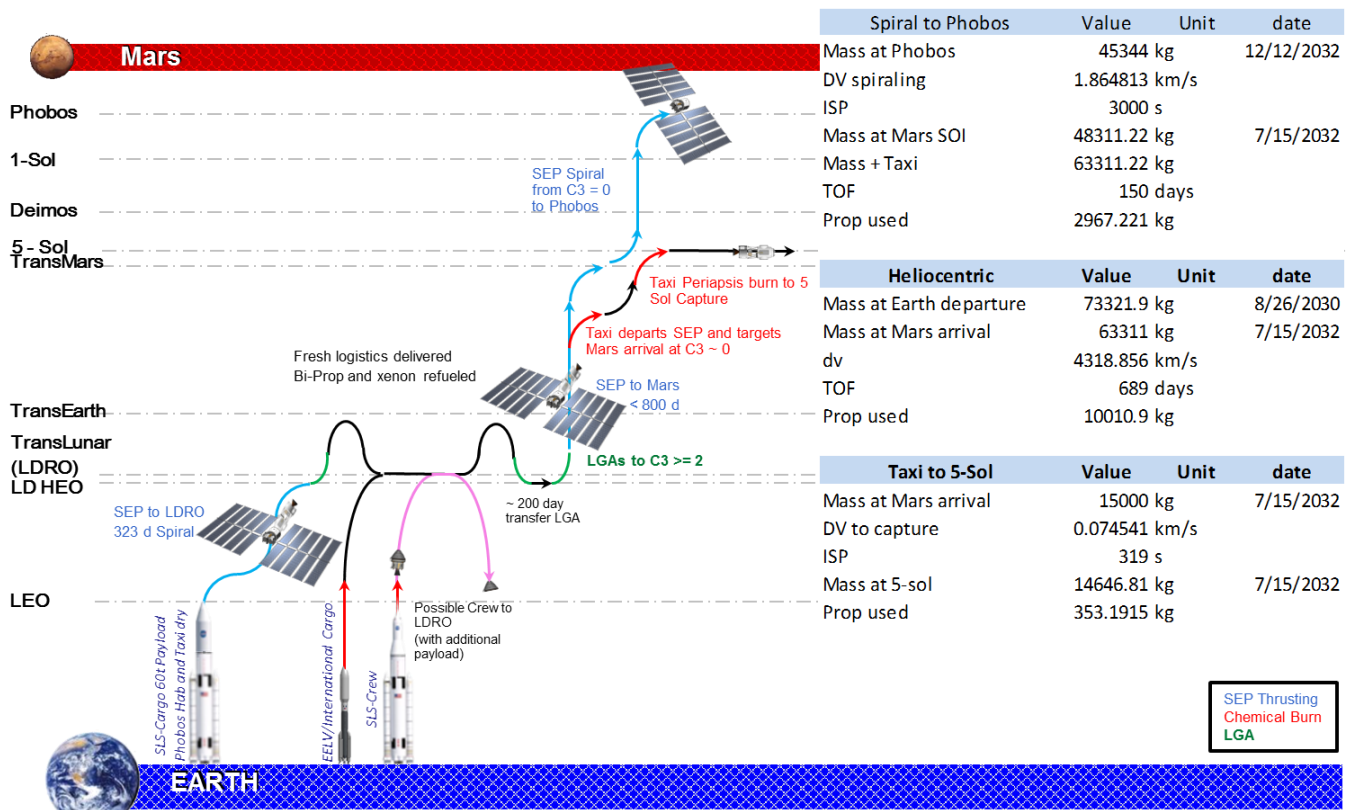 Mars
Phobos
1-Sol
Deimos
5 - Sol
TransMars
TransEarth
TransLunar
(LDRO)
LD HEO
LEO
SEP Spiral
from C3 = 0
to Phobos
Taxi Periapsis burn to 5
Sol Capture
Taxi departs SEP and targets
Mars arrival at C3 ~ 0
Fresh logistics delivered
Bi-Prop and xenon refueled
SEP to Mars
< 800 d
LGAs to C3 >= 2
~ 200 day
transfer LGA
SEP to LDRO
323 d Spiral
Possible Crew to
LDRO
(with additional
payload)
SLS-Cargo 60t Payload
Phobos Hab and Taxi dry
EELV/International Cargo
SLS-Crew
EARTH
Spiral to Phobos Value Unit date
Mass at Phobos 45344 kg 12/12/2032
DV spiraling 1.864813 km/s
ISP 3000 s
Mass at Mars SOI 48311.22 kg 7/15/2032
Mass + Taxi 63311.22 kg
TOF 150 days
Prop used 2967.221 kg
Heliocentric Value Unit date
Mass at Earth departure 73321.9 kg 8/26/2030
Mass at Mars arrival 63311 kg 7/15/2032
dv 4318.856 km/s
TOF 689 days
Prop used 10010.9 kg
Taxi to 5-Sol Value Unit date
Mass at Mars arrival 15000 kg 7/15/2032
DV to capture 0.074541 km/s
ISP 319 s
Mass at 5-sol 14646.81 kg 7/15/2032
Prop used 353.1915 kg
SEP Thrusting
Chemical Burn
LGA